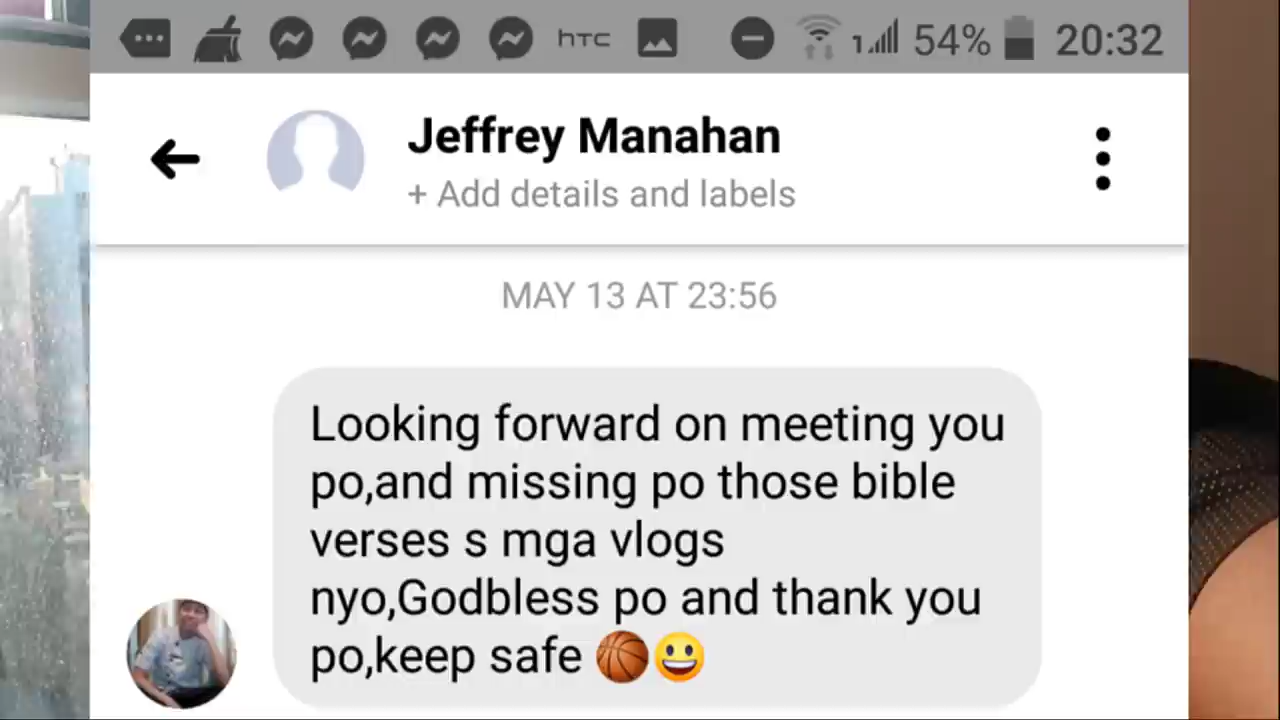 hTC 1 54% 20:32
Jeffrey Manahan
+ Add details and labels
MAY 13 AT 23:56
Looking forward on meeting you
po,and missing po those bible
verses s mga vlogs
nyo,Godbless po and thank you
po,keep safe 🏀😃